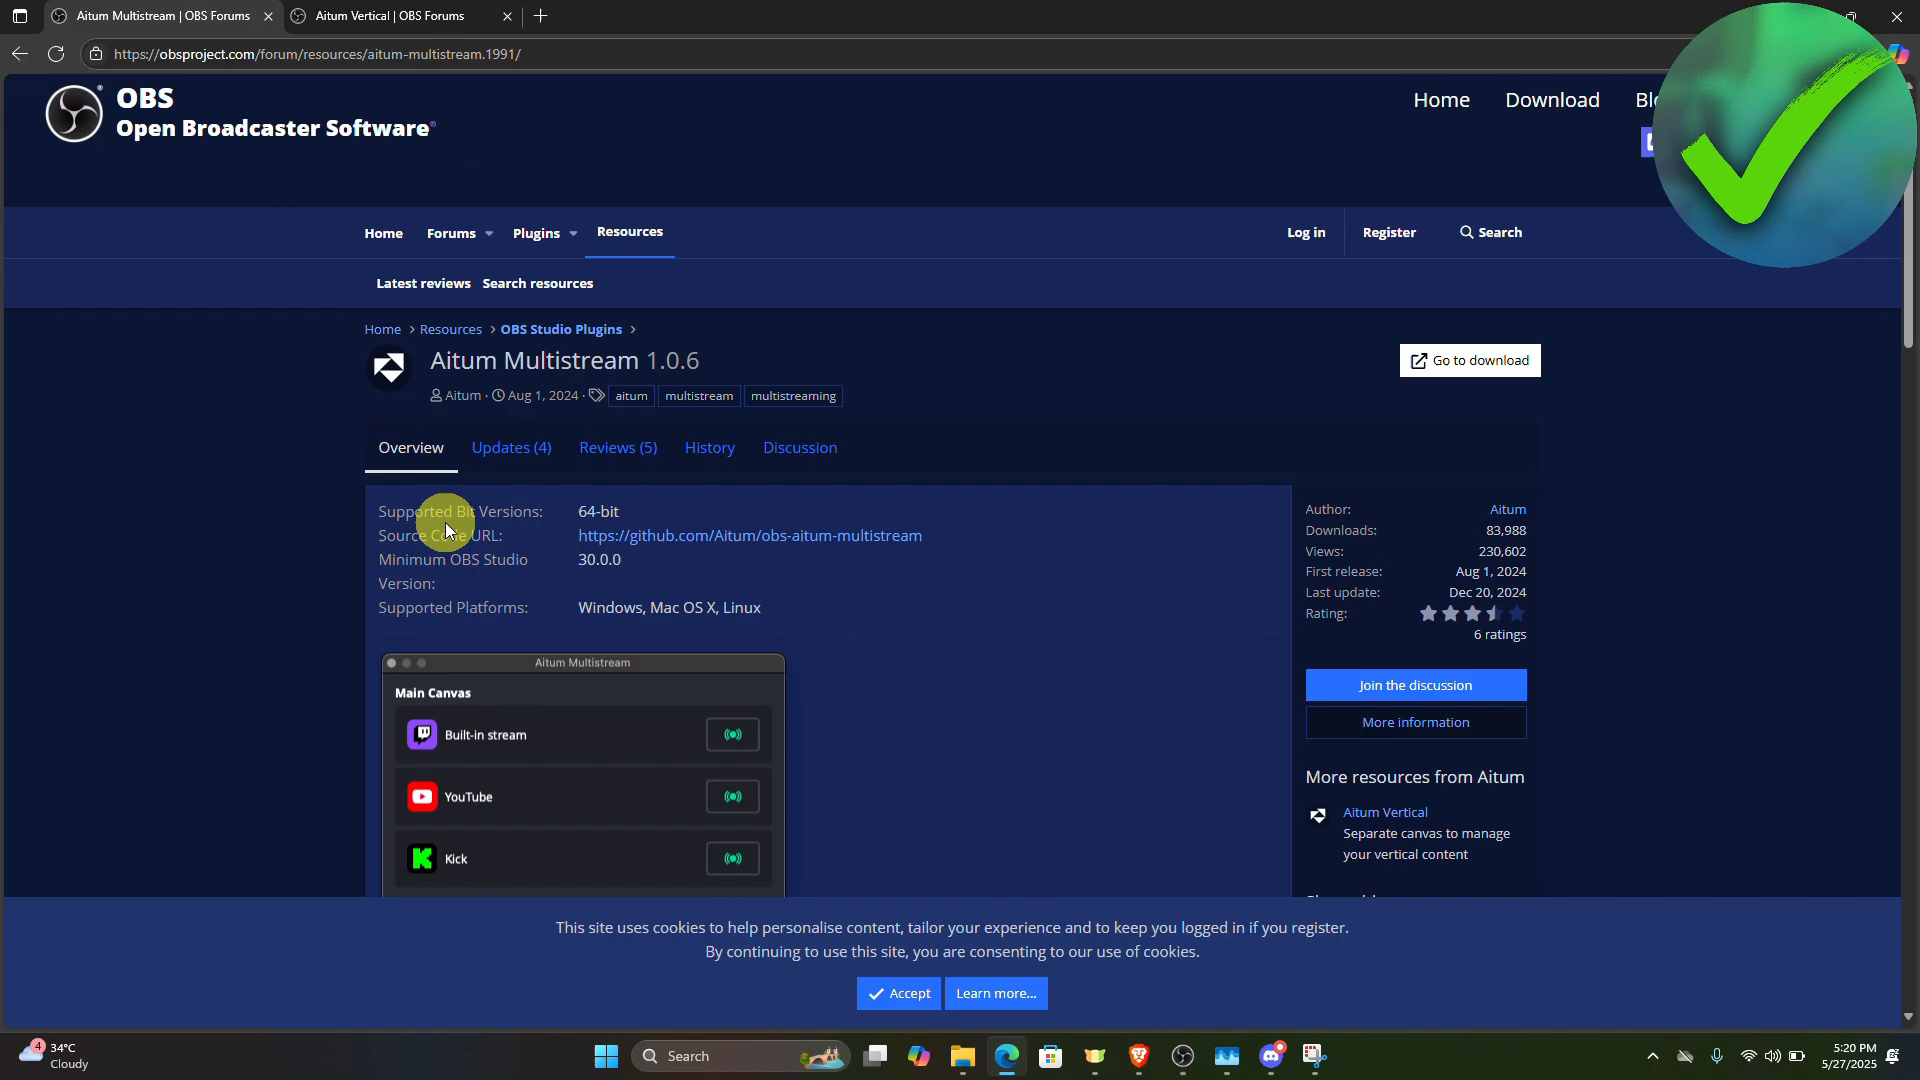 Aitum Multistream | OBS Forums
Aitum Vertical | OBS Forums
https://obsproject.com/forum/resources/aitum-multistream.1991/
OBS
Open Broadcaster Software
Home
Download
Home
Forums
Plugins
Resources
Log in
Register
Search
Latest reviews
Search resources
Home > Resources > OBS Studio Plugins >
Aitum Multistream 1.0.6
Go to download
Aitum · Aug 1, 2024 · aitum multistream multistreaming
Overview
Updates (4)
Reviews (5)
History
Discussion
Supported Bit Versions: 64-bit
Source Code URL: https://github.com/Aitum/obs-aitum-multistream
Minimum OBS Studio Version: 30.0.0
Supported Platforms: Windows, Mac OS X, Linux
Aitum Multistream
Main Canvas
Built-in stream
YouTube
Kick
Author: Aitum
Downloads: 83,988
Views: 230,602
First release: Aug 1, 2024
Last update: Dec 20, 2024
Rating:
6 ratings
Join the discussion
More information
More resources from Aitum
Aitum Vertical
Separate canvas to manage
your vertical content
This site uses cookies to help personalise content, tailor your experience and to keep you logged in if you register.
By continuing to use this site, you are consenting to our use of cookies.
Accept
Learn more...
4
34°C
Cloudy
Search
5:20 PM
5/27/2025